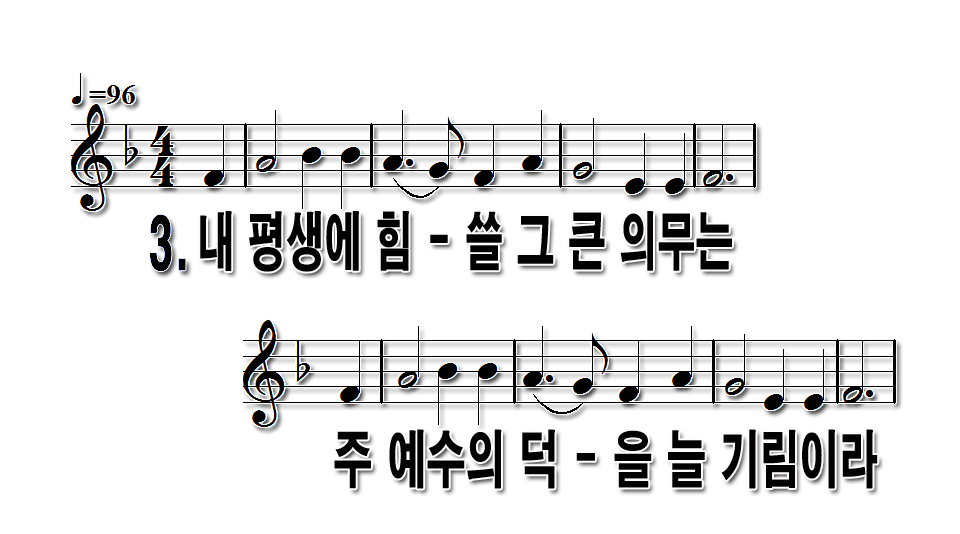 ♩=96
3. 내 평생에 힘 - 쓸 그 큰 의무는
주 예수의 덕 - 을 늘 기림이라